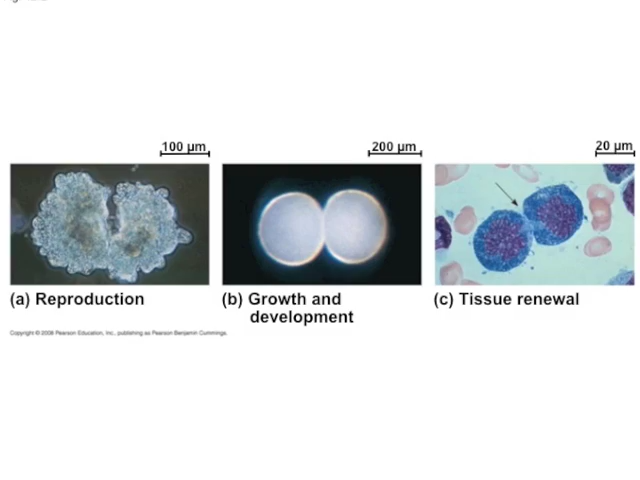 100 µm
200 µm
20 µm
(a) Reproduction
(b) Growth and
development
(c) Tissue renewal
Copyright © 2008 Pearson Education, Inc., publishing as Pearson Benjamin Cummings.